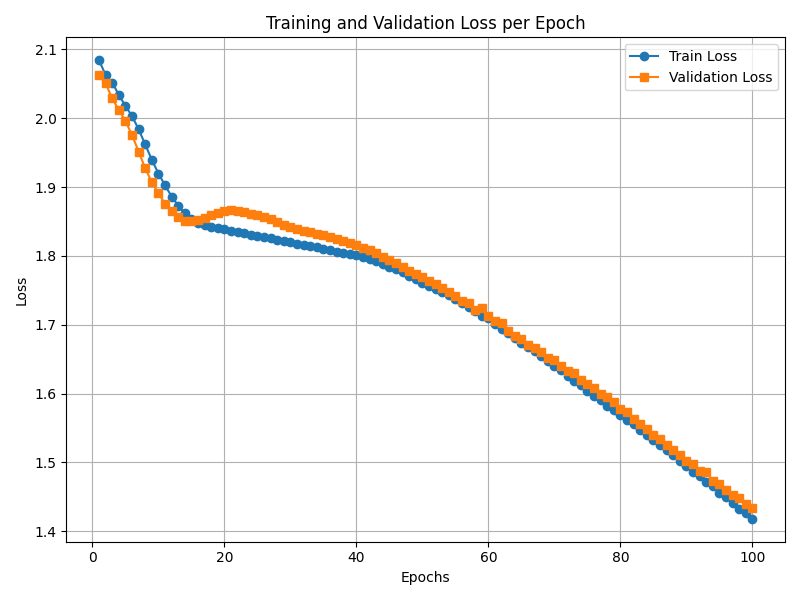 Training and Validation Loss per Epoch
Train Loss
Validation Loss
2.1
2.0
1.9
1.8
1.7
1.6
1.5
1.4
Loss
0 20 40 60 80 100
Epochs